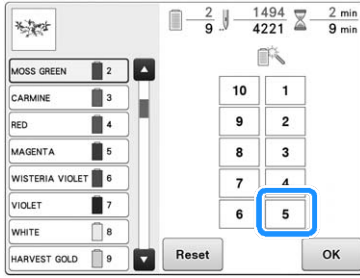 2 1494 2 min
9 4221 9 min
MOSS GREEN 2
CARMINE 3
RED 4
MAGENTA 5
WISTERIA VIOLET 6
VIOLET 7
WHITE 8
HARVEST GOLD 9
10 1
9 2
8 3
7 4
6 5
Reset OK